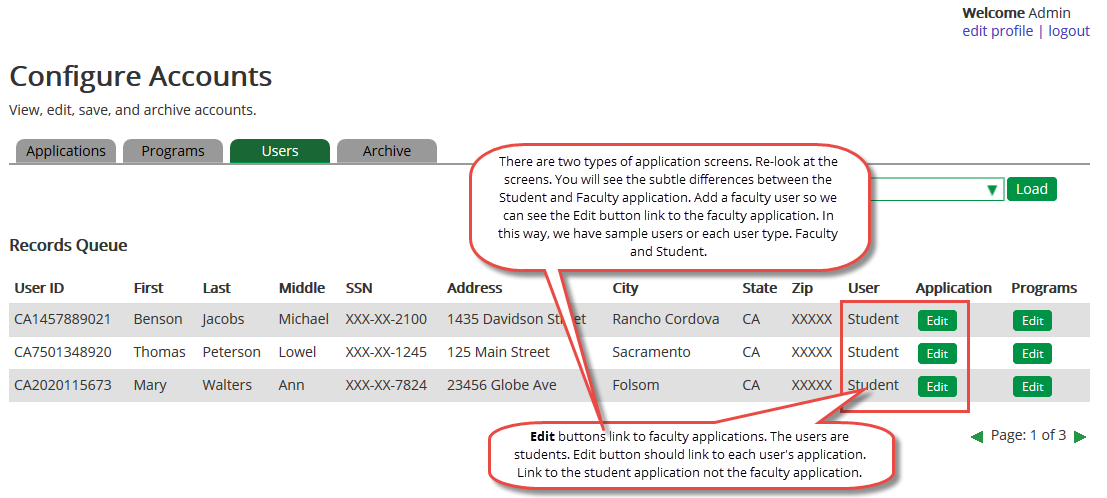 Welcome Admin
edit profile | logout
Configure Accounts
View, edit, save, and archive accounts.
Applications Programs Users Archive
There are two types of application screens. Re-look at the
screens. You will see the subtle differences between the
Student and Faculty application. Add a faculty user so we
can see the Edit button link to the faculty application. In
this way, we have sample users or each user type. Faculty
and Student.
Load
Records Queue
User ID First Last Middle SSN Address City State Zip User Application Programs
CA1457889021 Benson Jacobs Michael XXX-XX-2100 1435 Davidson Street Rancho Cordova CA XXXXX Student Edit Edit
CA7501348920 Thomas Peterson Lowel XXX-XX-1245 125 Main Street Sacramento CA XXXXX Student Edit Edit
CA2020115673 Mary Walters Ann XXX-XX-7824 23456 Globe Ave Folsom CA XXXXX Student Edit Edit
Edit buttons link to faculty applications. The users are
students. Edit button should link to each user's application.
Link to the student application not the faculty application.
Page: 1 of 3